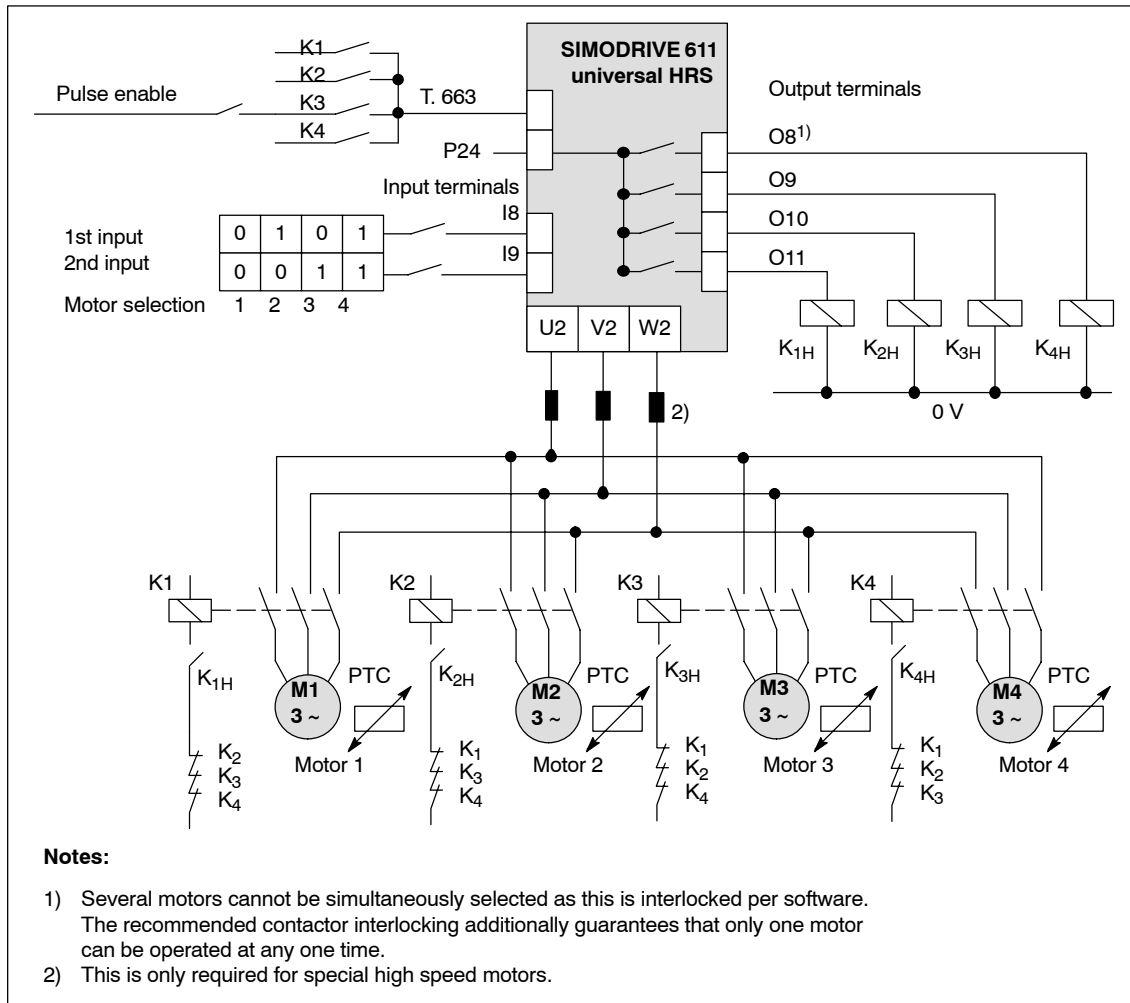 K1
K2
Pulse enable
K3
K4
T. 663
P24
SIMODRIVE 611
universal HRS
Output terminals
O8¹⁾
O9
O10
O11
Input terminals
I8
I9
1st input 0 1 0 1
2nd input 0 0 1 1
Motor selection 1 2 3 4
U2 V2 W2
K₁H K₂H K₃H K₄H
0 V
2)
K1 K2 K3 K4
K₁H K₂H K₃H K₄H
M1
3 ~
PTC
M2
3 ~
PTC
M3
3 ~
PTC
M4
3 ~
PTC
K₂
K₃
K₄
Motor 1
K₁
K₃
K₄
Motor 2
K₁
K₂
K₄
Motor 3
K₁
K₂
K₃
Motor 4
Notes:
1) Several motors cannot be simultaneously selected as this is interlocked per software.
The recommended contactor interlocking additionally guarantees that only one motor
can be operated at any one time.
2) This is only required for special high speed motors.